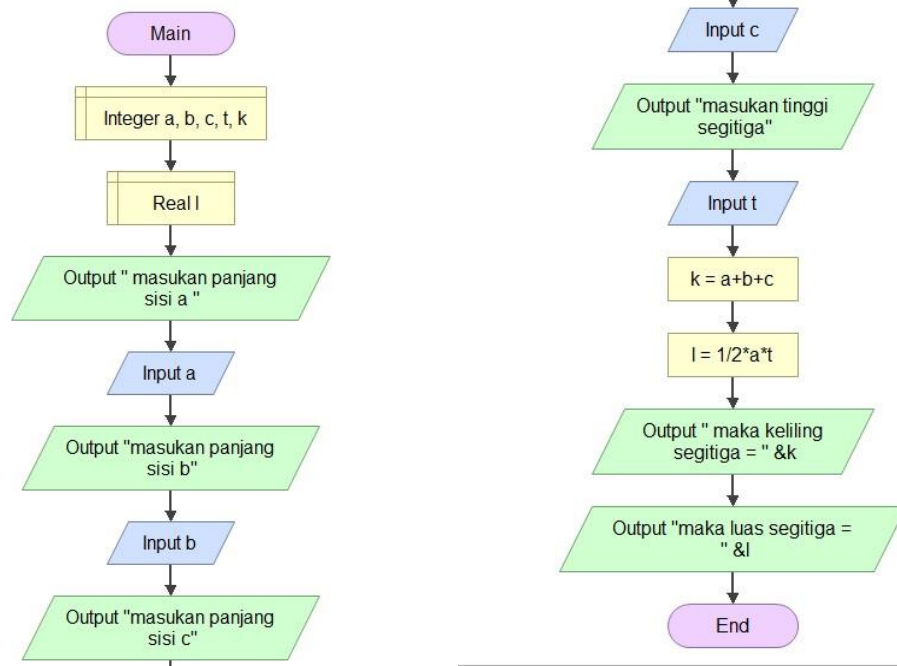 Main
Integer a, b, c, t, k
Real l
Output " masukan panjang
sisi a "
Input a
Output "masukan panjang
sisi b"
Input b
Output "masukan panjang
sisi c"
Input c
Output "masukan tinggi
segitiga"
Input t
k = a+b+c
l = 1/2*a*t
Output " maka keliling
segitiga = " &k
Output "maka luas segitiga =
" &l
End